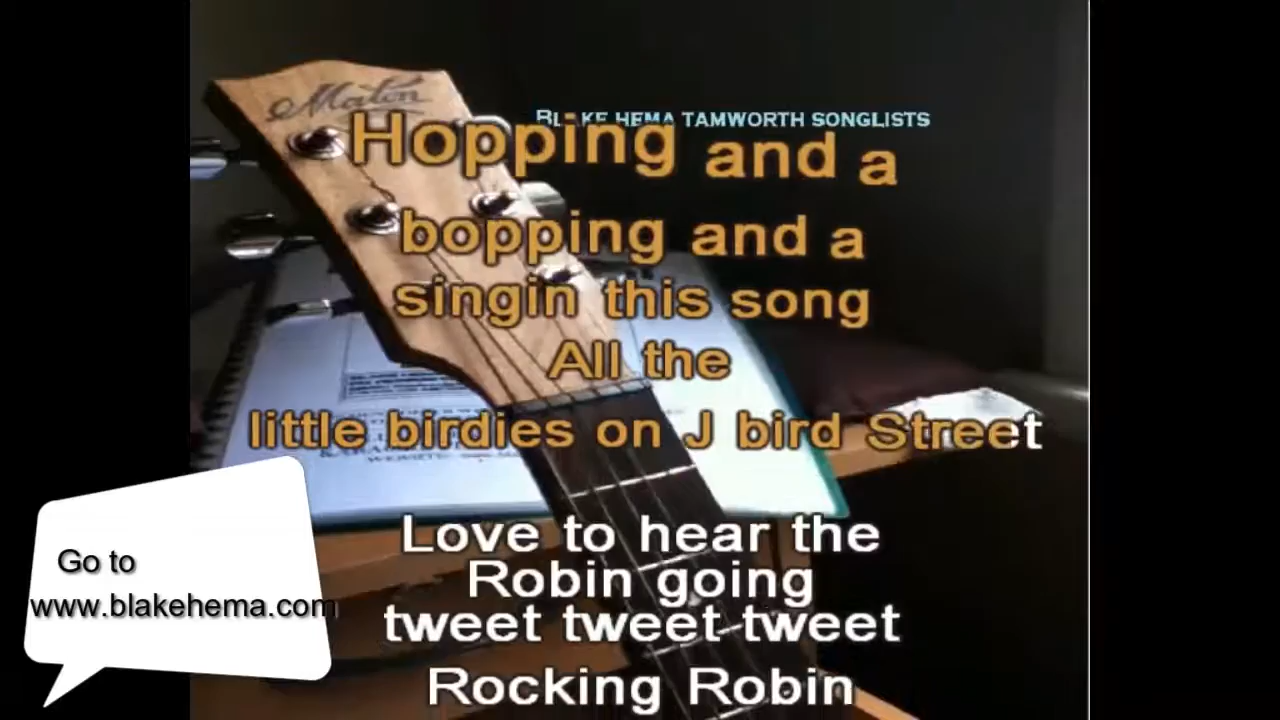 Maton
BLAKE HEMA TAMWORTH SONGLISTS
Hopping and a
bopping and a
singin this song
All the
little birdies on J bird Street
Love to hear the
Robin going
tweet tweet tweet
Rocking Robin
Go to
www.blakehema.com